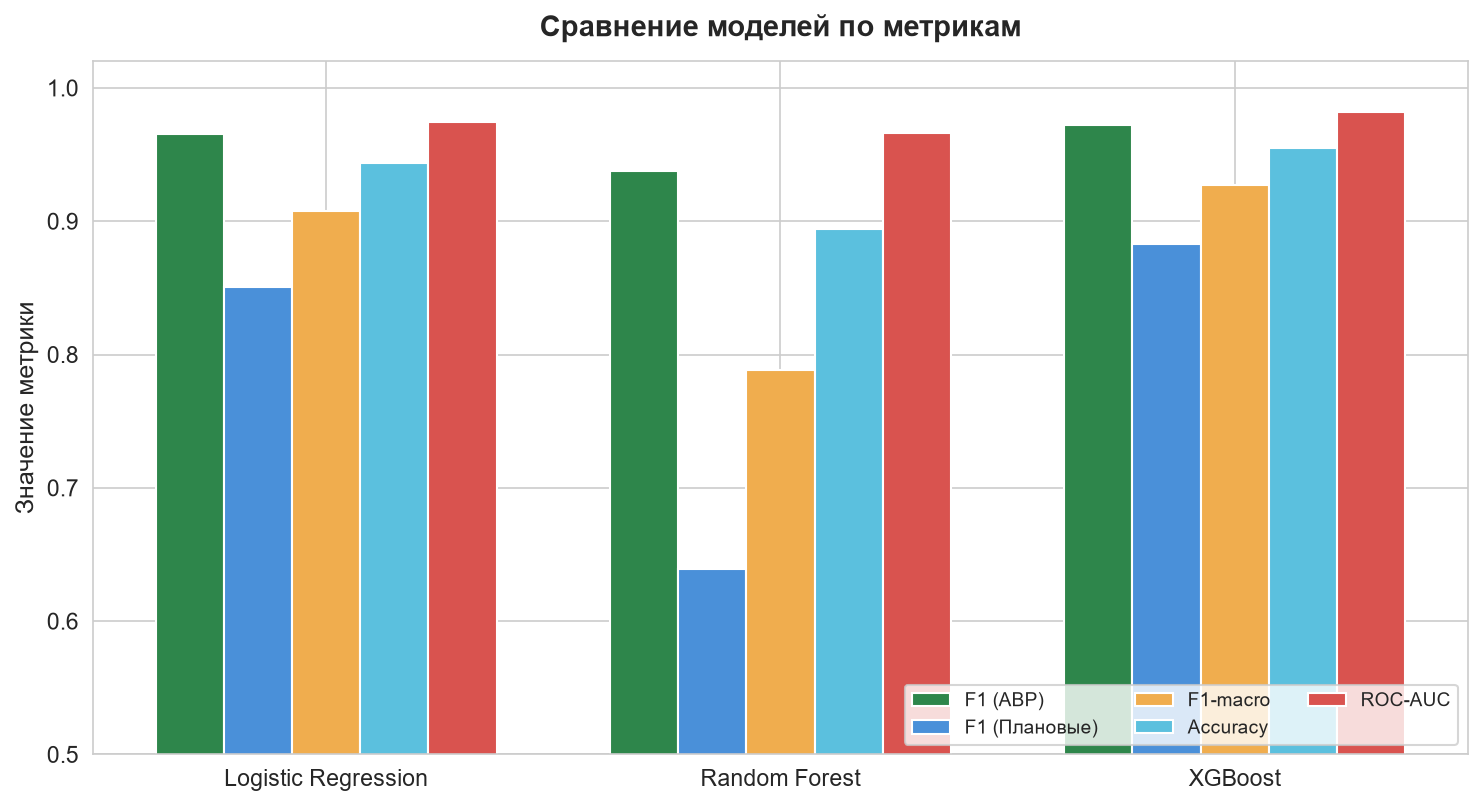 Сравнение моделей по метрикам
Значение метрики
1.0
0.9
0.8
0.7
0.6
0.5
Logistic Regression
Random Forest
XGBoost
F1 (АВР)
F1 (Плановые)
F1-macro
Accuracy
ROC-AUC